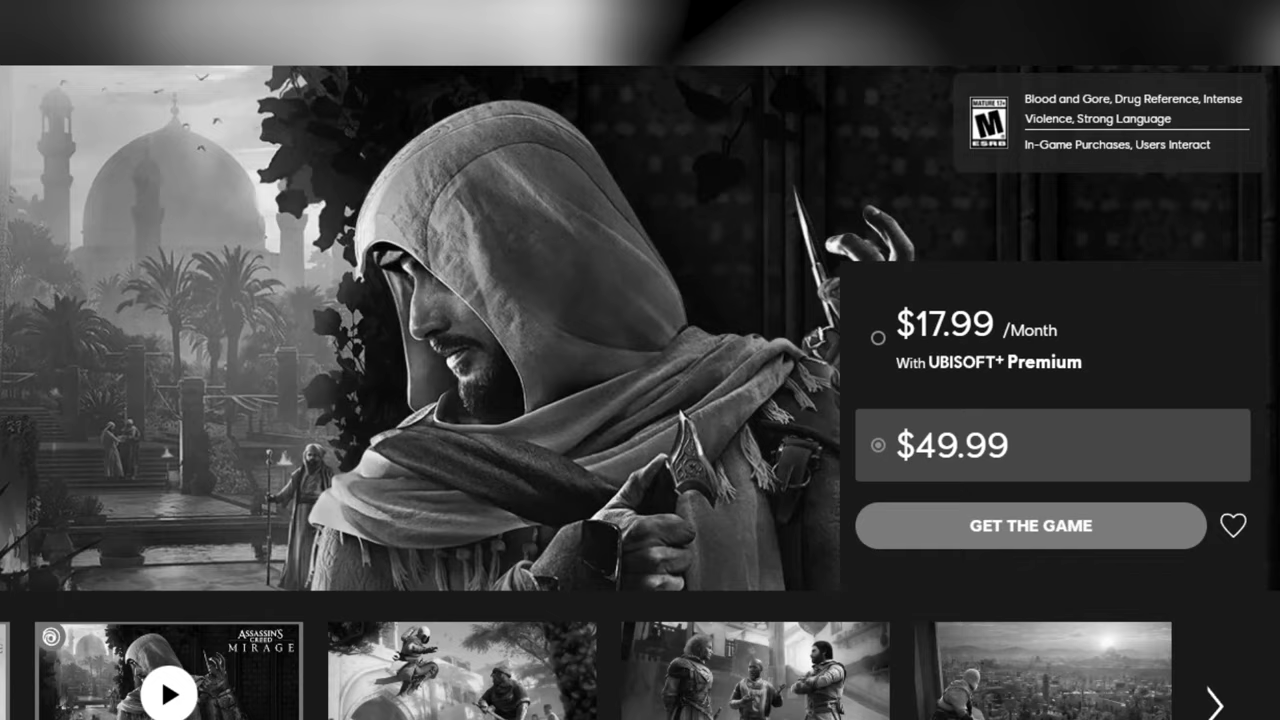 MATURE 17+
M
ESRB
Blood and Gore, Drug Reference, Intense
Violence, Strong Language
In-Game Purchases, Users Interact
$17.99 /Month
With UBISOFT+ Premium
$49.99
GET THE GAME
ASSASSIN'S
CREED
MIRAGE